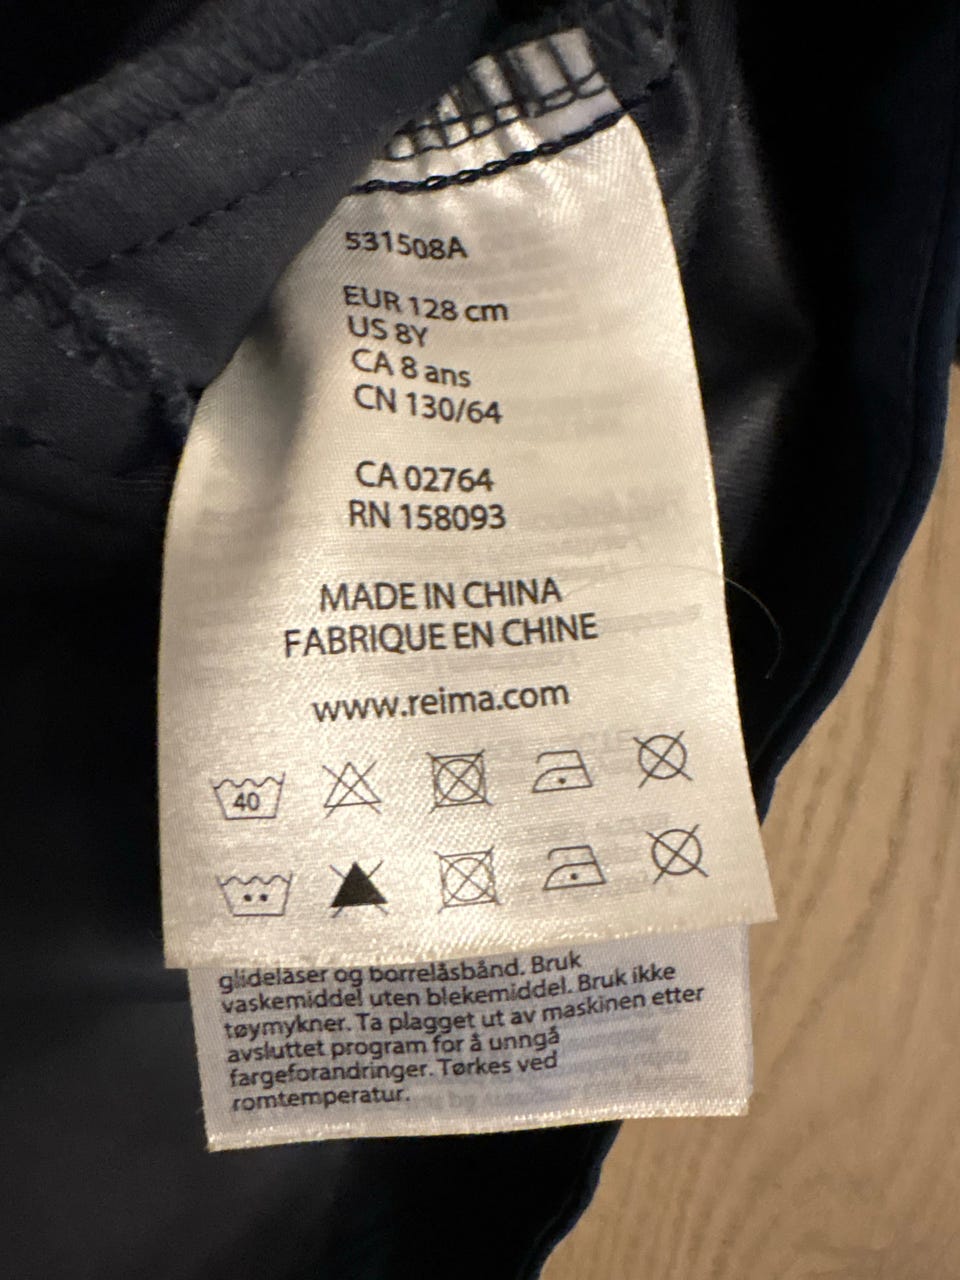 531508A
EUR 128 cm
US 8Y
CA 8 ans
CN 130/64
CA 02764
RN 158093
MADE IN CHINA
FABRIQUE EN CHINE
www.reima.com
40
glidelåser og borrelåsbånd. Bruk
vaskemiddel uten blekemiddel. Bruk ikke
tøymykner. Ta plagget ut av maskinen etter
avsluttet program for å unngå
fargeforandringer. Tørkes ved
romtemperatur.